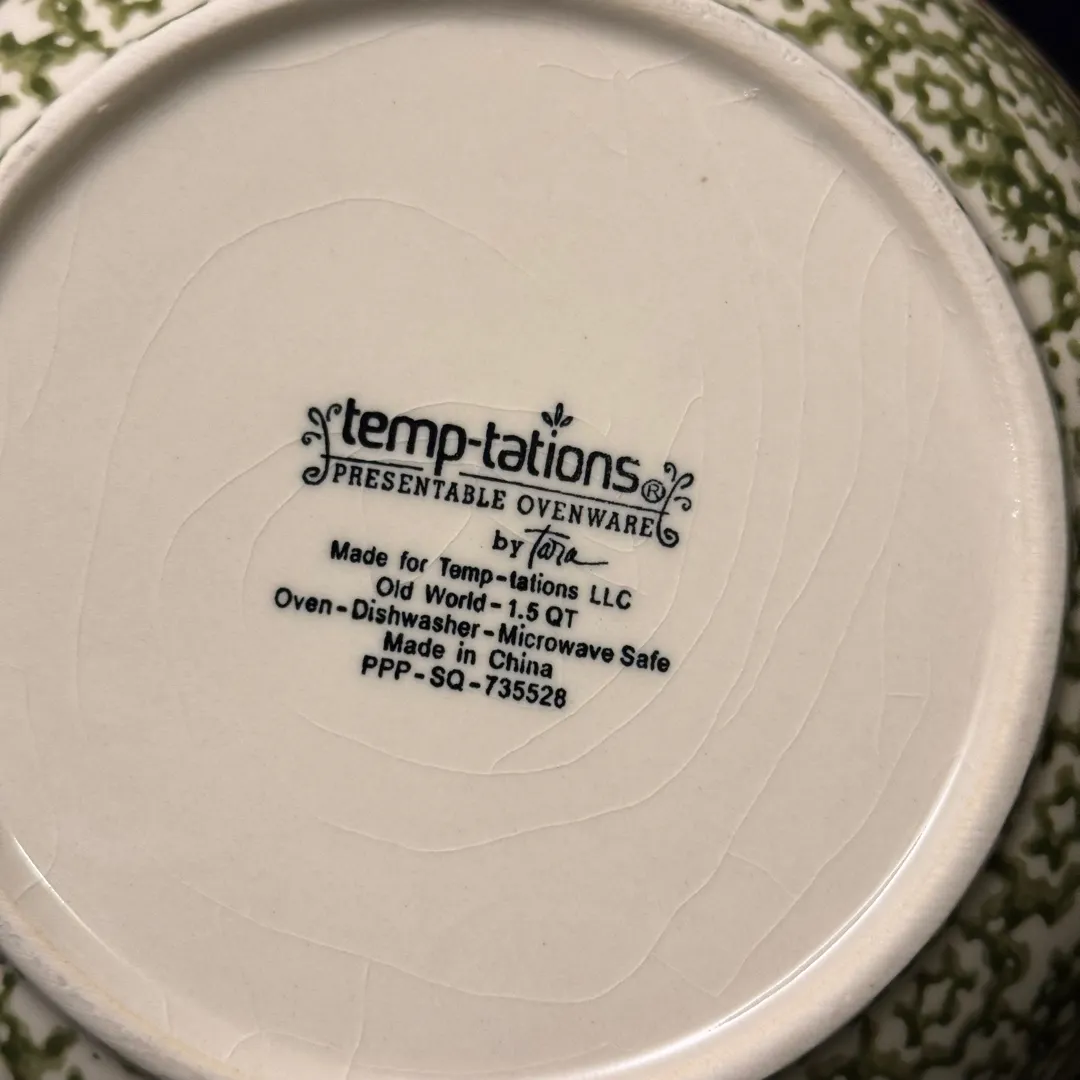 temp-tations®
PRESENTABLE OVENWARE
by Tara
Made for Temp-tations LLC
Old World-1.5 QT
Oven-Dishwasher-Microwave Safe
Made in China
PPP-SQ-735528